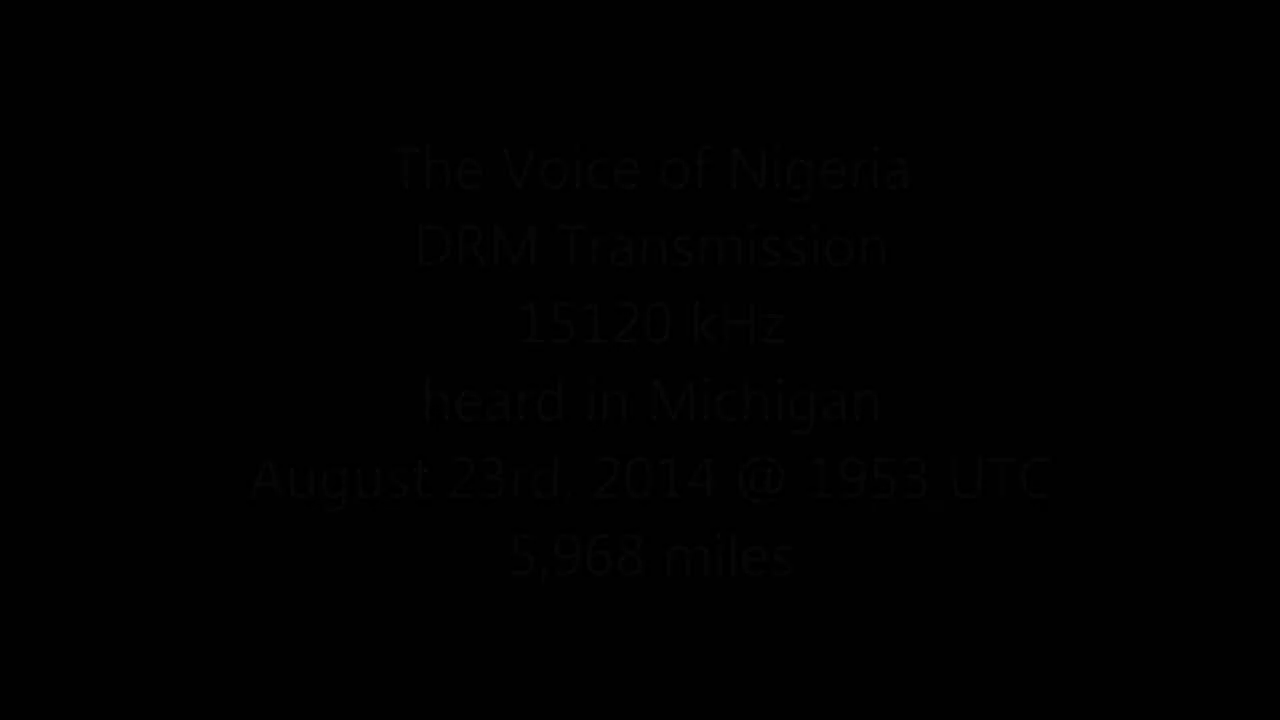 The Voice of Nigeria
DRM Transmission
15120 kHz
heard in Michigan
August 23rd, 2014 @ 1953 UTC
5,968 miles